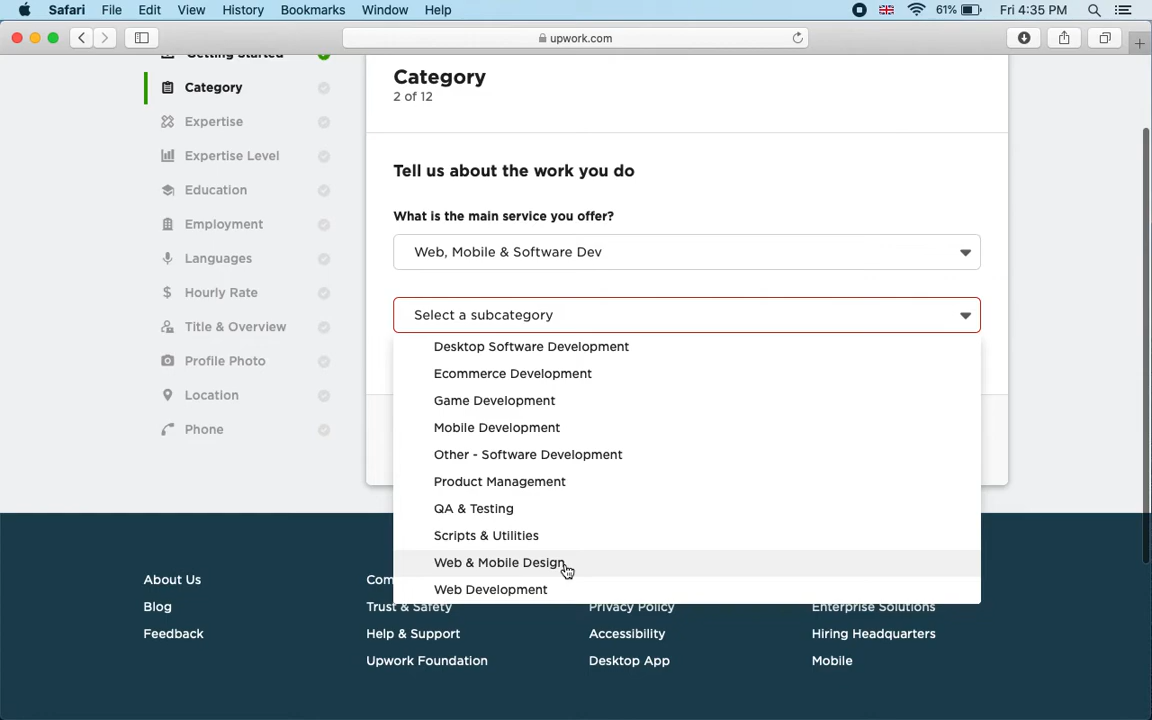 Safari File Edit View History Bookmarks Window Help 61% Fri 4:35 PM
upwork.com
Getting Started
Category
Expertise
Expertise Level
Education
Employment
Languages
$ Hourly Rate
Title & Overview
Profile Photo
Location
Phone
Category
2 of 12
Tell us about the work you do
What is the main service you offer?
Web, Mobile & Software Dev
Select a subcategory
Desktop Software Development
Ecommerce Development
Game Development
Mobile Development
Other - Software Development
Product Management
QA & Testing
Scripts & Utilities
Web & Mobile Design
Web Development
About Us
Blog
Feedback
Com
Trust & Safety
Help & Support
Upwork Foundation
Privacy Policy
Accessibility
Desktop App
Enterprise Solutions
Hiring Headquarters
Mobile